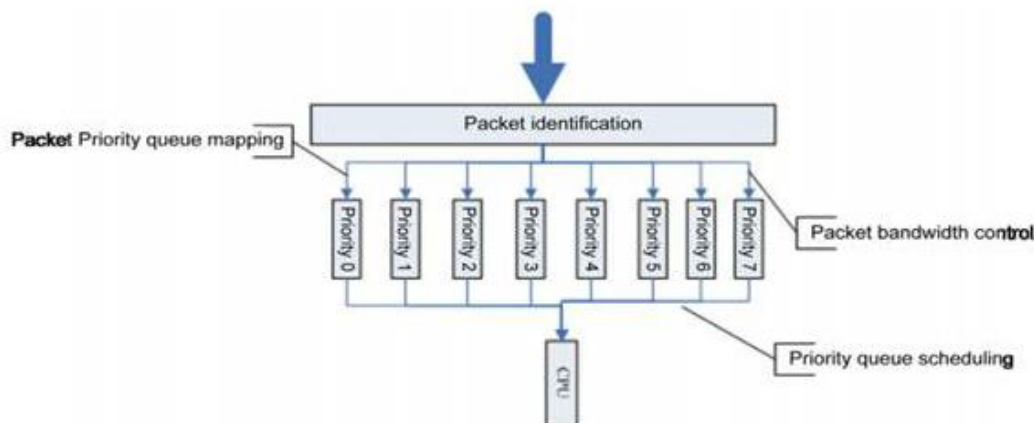 Packet identification
Packet Priority queue mapping
Priority 0
Priority 1
Priority 2
Priority 3
Priority 4
Priority 5
Priority 6
Priority 7
Packet bandwidth control
Priority queue scheduling
CPU